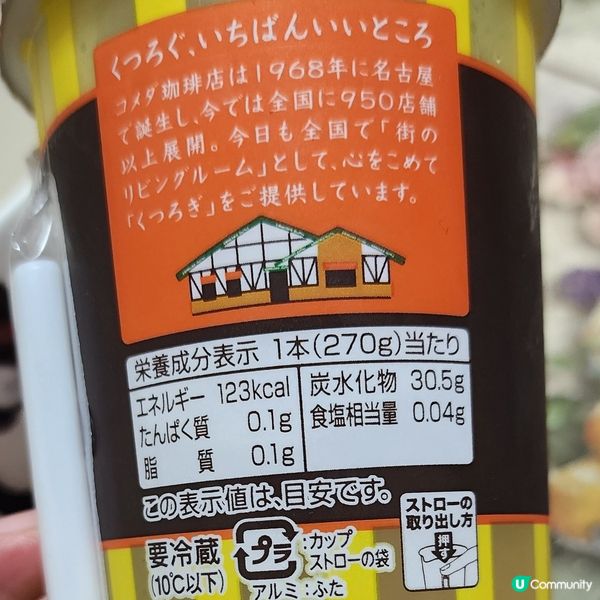 くつろぐ、いちばんいいところ
コメダ珈琲店は1968年に名古屋
で誕生し、今では全国に950店舗
以上展開。今日も全国で「街の
リビングルーム」として、心をこめて
「くつろぎ」をご提供しています。
栄養成分表示 1本(270g)当たり
エネルギー 123kcal
たんぱく質 0.1g
脂質 0.1g
炭水化物 30.5g
食塩相当量 0.04g
この表示値は、目安です。
要冷蔵
(10℃以下)
プラ
:カップ
ストローの袋
アルミ:ふた
ストローの
取り出し方
押す
U Community